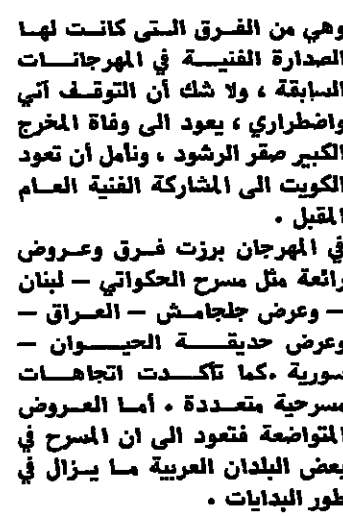 وهي من الفرق التى كانت لها
الصدارة الفنية في المهرجانات
السابقة ، ولا شك أن التوقف آني
واضطراري ، يعود الى وفاة المخرج
الكبير صقر الرشود ، ونأمل أن تعود
الكويت الى المشاركة الفنية العام
المقبل .
في المهرجان برزت فرق وعروض
رائعة مثل مسرح الحكواتي — لبنان
— وعرض جلجامش — العراق —
وعرض حديقة الحيوان —
سورية .كما تأكدت اتجاهات
مسرحية متعددة . أما العروض
المتواضعة فتعود الى ان المسرح في
بعض البلدان العربية ما يزال في
طور البدايات .